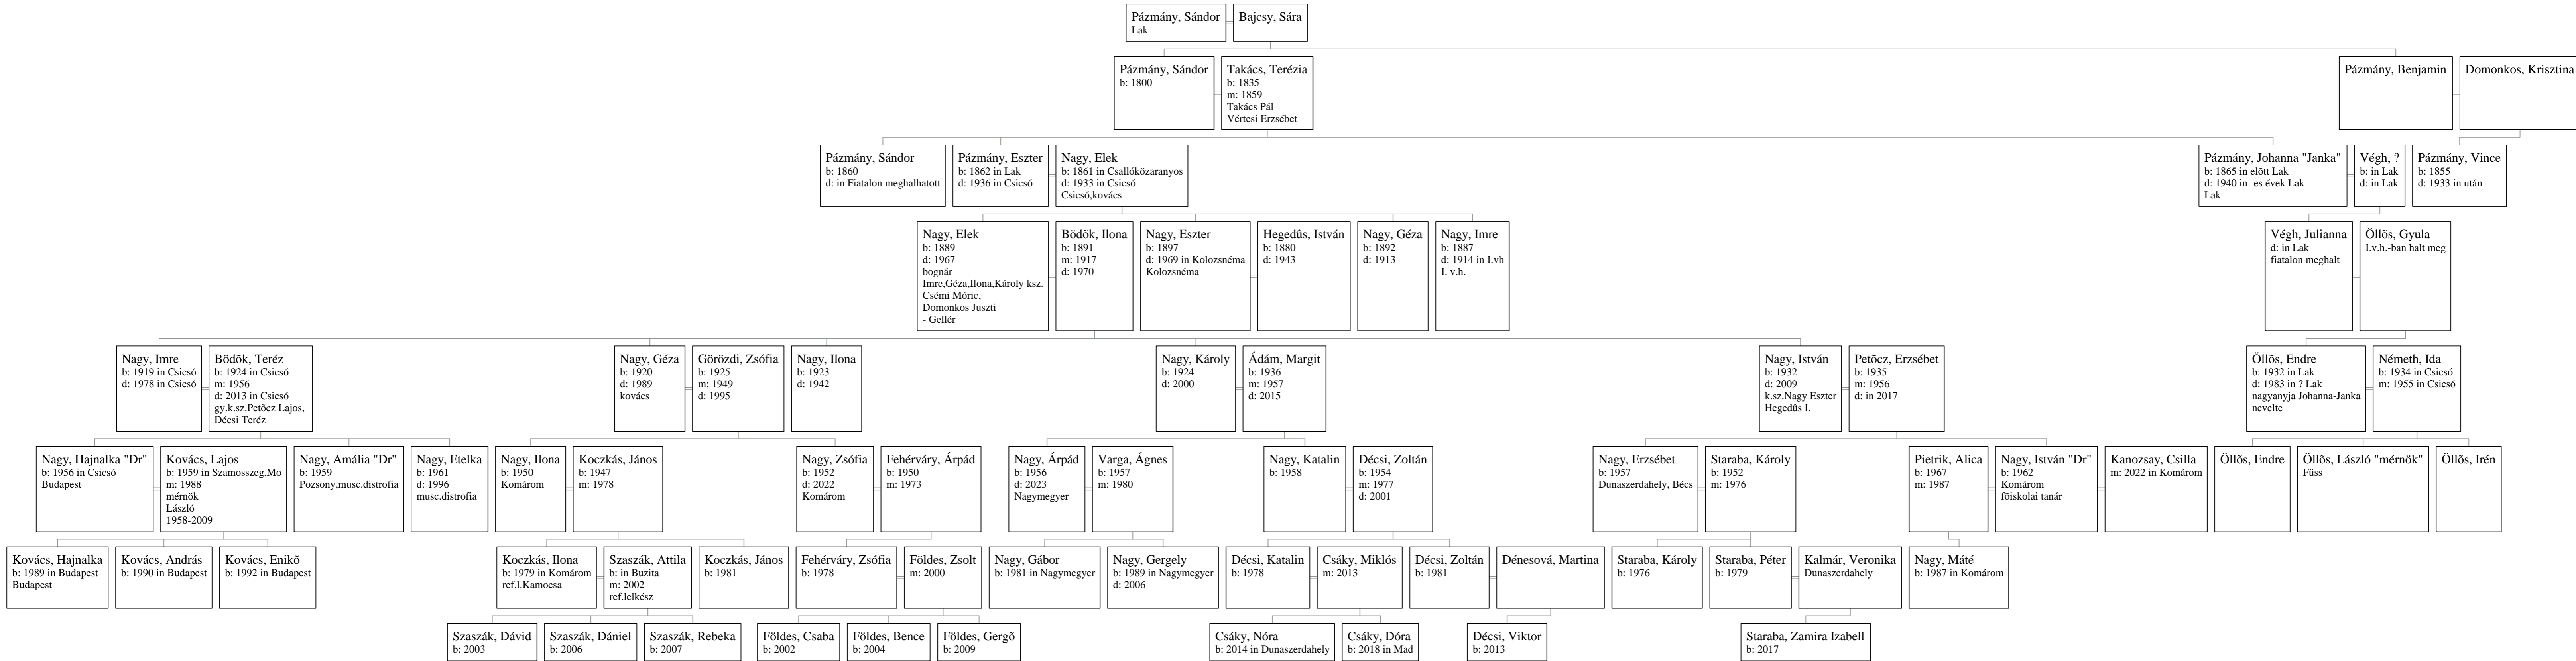 Pázmány, Sándor
Lak
Bajcsy, Sára
Pázmány, Sándor
b: 1800
Takács, Terézia
b: 1835
m: 1859
Takács Pál
Vértesi Erzsébet
Pázmány, Benjamin
Domonkos, Krisztina
Pázmány, Sándor
b: 1860
d: in Fiatalon meghalhatott
Pázmány, Eszter
b: 1862 in Lak
d: 1936 in Csicsó
Nagy, Elek
b: 1861 in Csallóközaranyos
d: 1933 in Csicsó
Csicsó,kovács
Pázmány, Johanna "Janka"
b: 1865 in elõtt Lak
d: 1940 in -es évek Lak
Lak
Végh, ?
b: in Lak
d: in Lak
Pázmány, Vince
b: 1855
d: 1933 in után
Nagy, Elek
b: 1889
d: 1967
bognár
Imre,Géza,Ilona,Károly ksz.
Csémi Móric,
Domonkos Juszti
- Gellér
Bödõk, Ilona
b: 1891
m: 1917
d: 1970
Nagy, Eszter
b: 1897
d: 1969 in Kolozsnéma
Kolozsnéma
Hegedûs, István
b: 1880
d: 1943
Nagy, Géza
b: 1892
d: 1913
Nagy, Imre
b: 1887
d: 1914 in I.vh
I. v.h.
Végh, Julianna
d: in Lak
fiatalon meghalt
Öllõs, Gyula
I.v.h.-ban halt meg
Nagy, Imre
b: 1919 in Csicsó
d: 1978 in Csicsó
Bödõk, Teréz
b: 1924 in Csicsó
m: 1956
d: 2013 in Csicsó
gy.k.sz.Petõcz Lajos,
Décsi Teréz
Nagy, Géza
b: 1920
d: 1989
kovács
Görözdi, Zsófia
b: 1925
m: 1949
d: 1995
Nagy, Ilona
b: 1923
d: 1942
Nagy, Károly
b: 1924
d: 2000
Ádám, Margit
b: 1936
m: 1957
d: 2015
Nagy, István
b: 1932
d: 2009
k.sz.Nagy Eszter
Hegedûs I.
Petõcz, Erzsébet
b: 1935
m: 1956
d: in 2017
Öllõs, Endre
b: 1932 in Lak
d: 1983 in ? Lak
nagyanyja Johanna-Janka
nevelte
Németh, Ida
b: 1934 in Csicsó
m: 1955 in Csicsó
Nagy, Hajnalka "Dr"
b: 1956 in Csicsó
Budapest
Kovács, Lajos
b: 1959 in Szamosszeg,Mo
m: 1988
mérnök
László
1958-2009
Nagy, Amália "Dr"
b: 1959
Pozsony,musc.distrofia
Nagy, Etelka
b: 1961
d: 1996
musc.distrofia
Nagy, Ilona
b: 1950
Komárom
Koczkás, János
b: 1947
m: 1978
Nagy, Zsófia
b: 1952
d: 2022
Komárom
Fehérváry, Árpád
b: 1950
m: 1973
Nagy, Árpád
b: 1956
d: 2023
Nagymegyer
Varga, Ágnes
b: 1957
m: 1980
Nagy, Katalin
b: 1958
Décsi, Zoltán
b: 1954
m: 1977
d: 2001
Nagy, Erzsébet
b: 1957
Dunaszerdahely, Bécs
Staraba, Károly
b: 1952
m: 1976
Pietrik, Alica
b: 1967
m: 1987
Nagy, István "Dr"
b: 1962
Komárom
fõiskolai tanár
Kanozsay, Csilla
m: 2022 in Komárom
Öllõs, Endre
Öllõs, László "mérnök"
Füss
Öllõs, Irén
Kovács, Hajnalka
b: 1989 in Budapest
Budapest
Kovács, András
b: 1990 in Budapest
Kovács, Enikõ
b: 1992 in Budapest
Koczkás, Ilona
b: 1979 in Komárom
ref.l.Kamocsa
Szaszák, Attila
b: in Buzita
m: 2002
ref.lelkész
Koczkás, János
b: 1981
Fehérváry, Zsófia
b: 1978
Földes, Zsolt
m: 2000
Nagy, Gábor
b: 1981 in Nagymegyer
Nagy, Gergely
b: 1989 in Nagymegyer
d: 2006
Décsi, Katalin
b: 1978
Csáky, Miklós
m: 2013
Décsi, Zoltán
b: 1981
Dénesová, Martina
Staraba, Károly
b: 1976
Staraba, Péter
b: 1979
Kalmár, Veronika
Dunaszerdahely
Nagy, Máté
b: 1987 in Komárom
Szaszák, Dávid
b: 2003
Szaszák, Dániel
b: 2006
Szaszák, Rebeka
b: 2007
Földes, Csaba
b: 2002
Földes, Bence
b: 2004
Földes, Gergõ
b: 2009
Csáky, Nóra
b: 2014 in Dunaszerdahely
Csáky, Dóra
b: 2018 in Mad
Décsi, Viktor
b: 2013
Staraba, Zamira Izabell
b: 2017